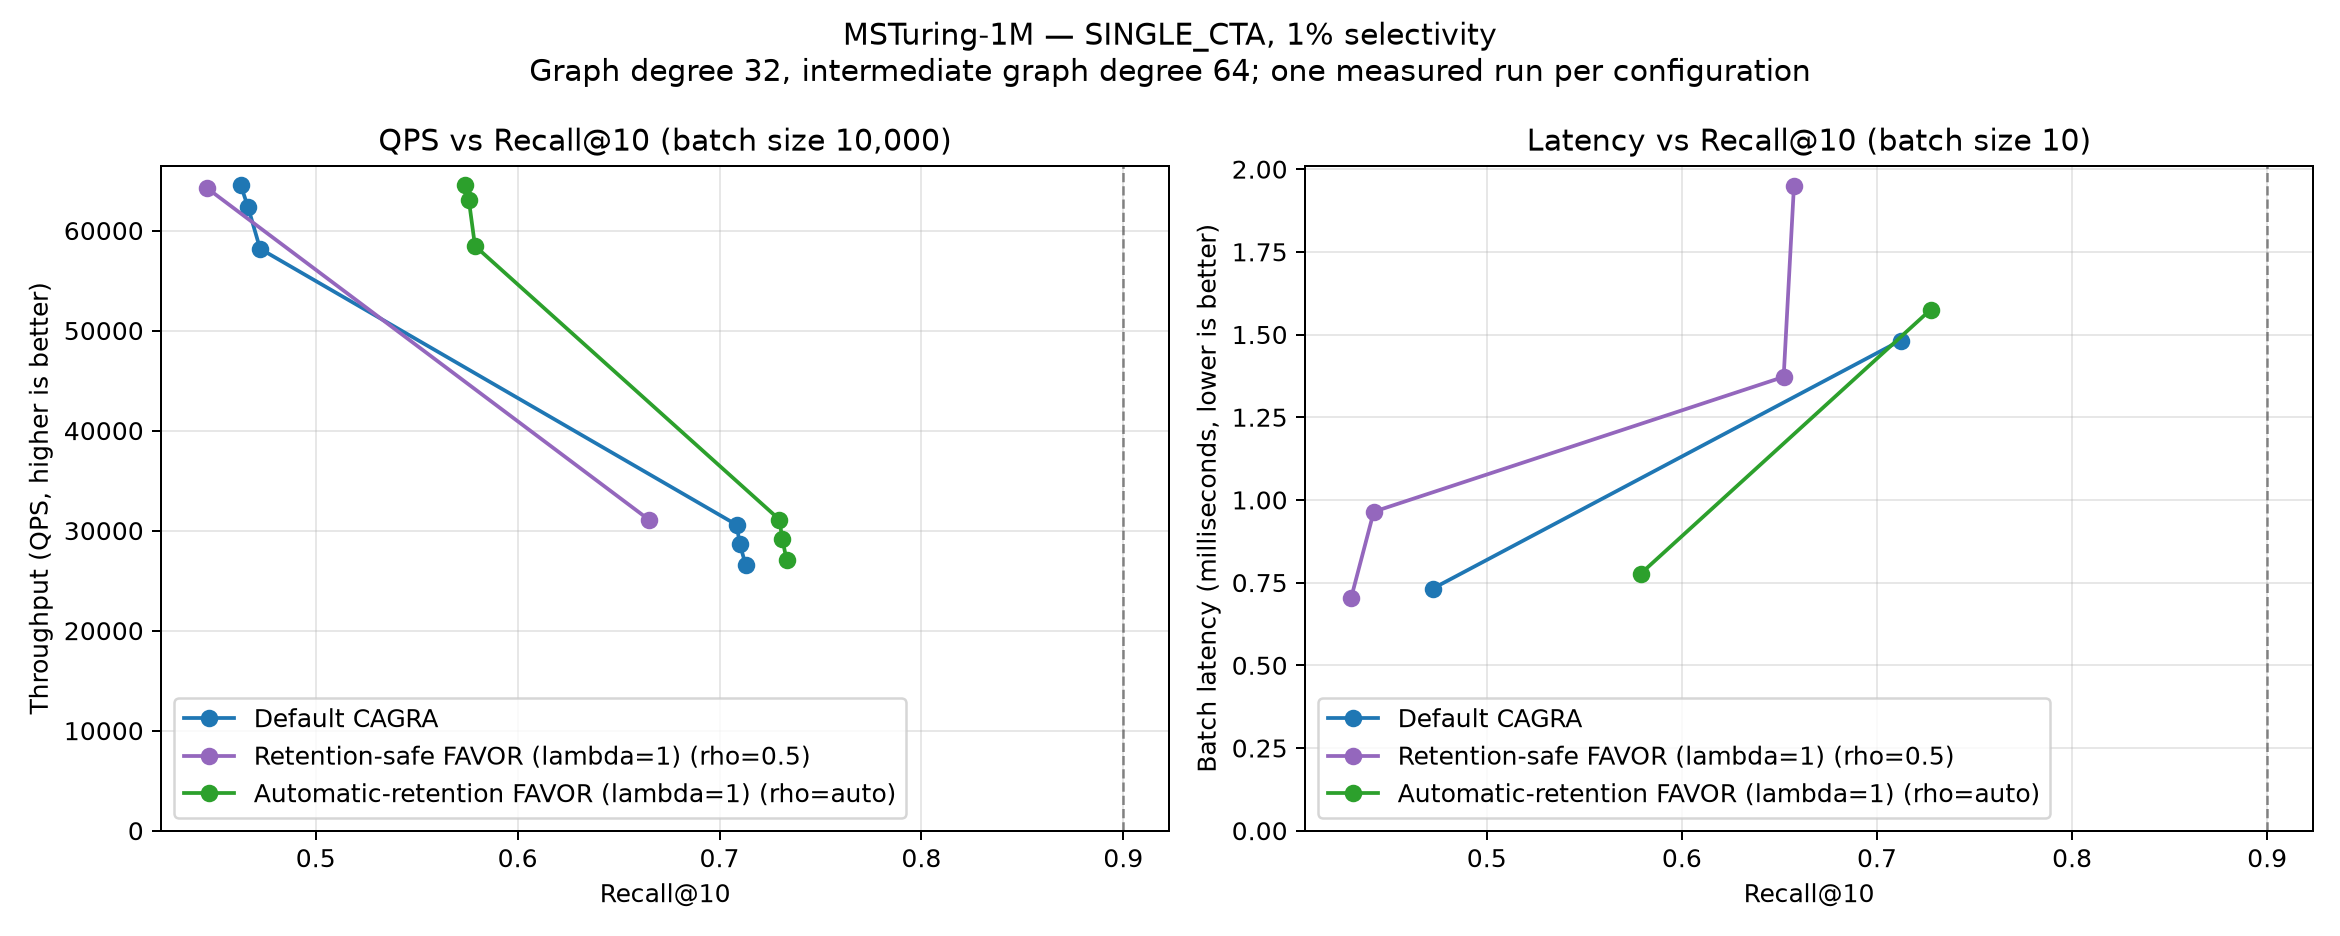 MSTuring-1M — SINGLE_CTA, 1% selectivity
Graph degree 32, intermediate graph degree 64; one measured run per configuration
QPS vs Recall@10 (batch size 10,000)
Throughput (QPS, higher is better)
60000
50000
40000
30000
20000
10000
0
Default CAGRA
Retention-safe FAVOR (lambda=1) (rho=0.5)
Automatic-retention FAVOR (lambda=1) (rho=auto)
0.5 0.6 0.7 0.8 0.9
Recall@10
Latency vs Recall@10 (batch size 10)
Batch latency (milliseconds, lower is better)
2.00
1.75
1.50
1.25
1.00
0.75
0.50
0.25
0.00
Default CAGRA
Retention-safe FAVOR (lambda=1) (rho=0.5)
Automatic-retention FAVOR (lambda=1) (rho=auto)
0.5 0.6 0.7 0.8 0.9
Recall@10